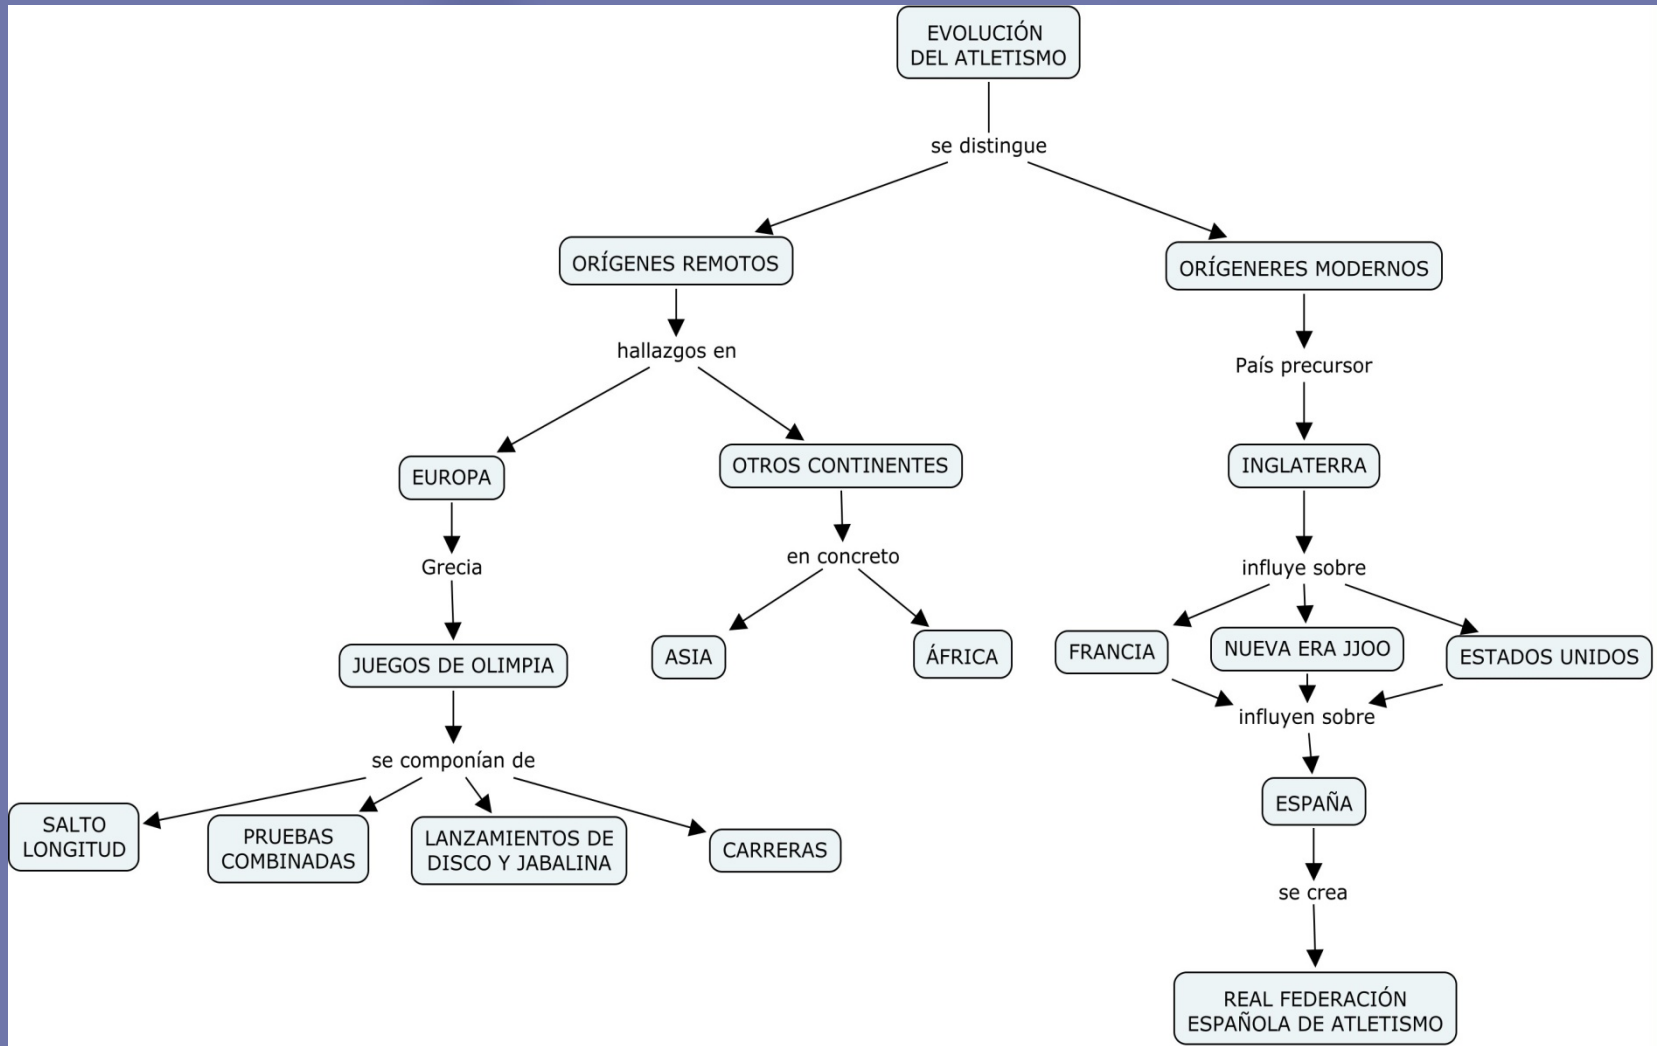 EVOLUCIÓN
DEL ATLETISMO
se distingue
ORÍGENES REMOTOS
ORÍGENERES MODERNOS
hallazgos en
País precursor
EUROPA
OTROS CONTINENTES
INGLATERRA
Grecia
en concreto
influye sobre
JUEGOS DE OLIMPIA
ASIA
ÁFRICA
FRANCIA
NUEVA ERA JJOO
ESTADOS UNIDOS
influyen sobre
se componían de
ESPAÑA
SALTO
LONGITUD
PRUEBAS
COMBINADAS
LANZAMIENTOS DE
DISCO Y JABALINA
CARRERAS
se crea
REAL FEDERACIÓN
ESPAÑOLA DE ATLETISMO